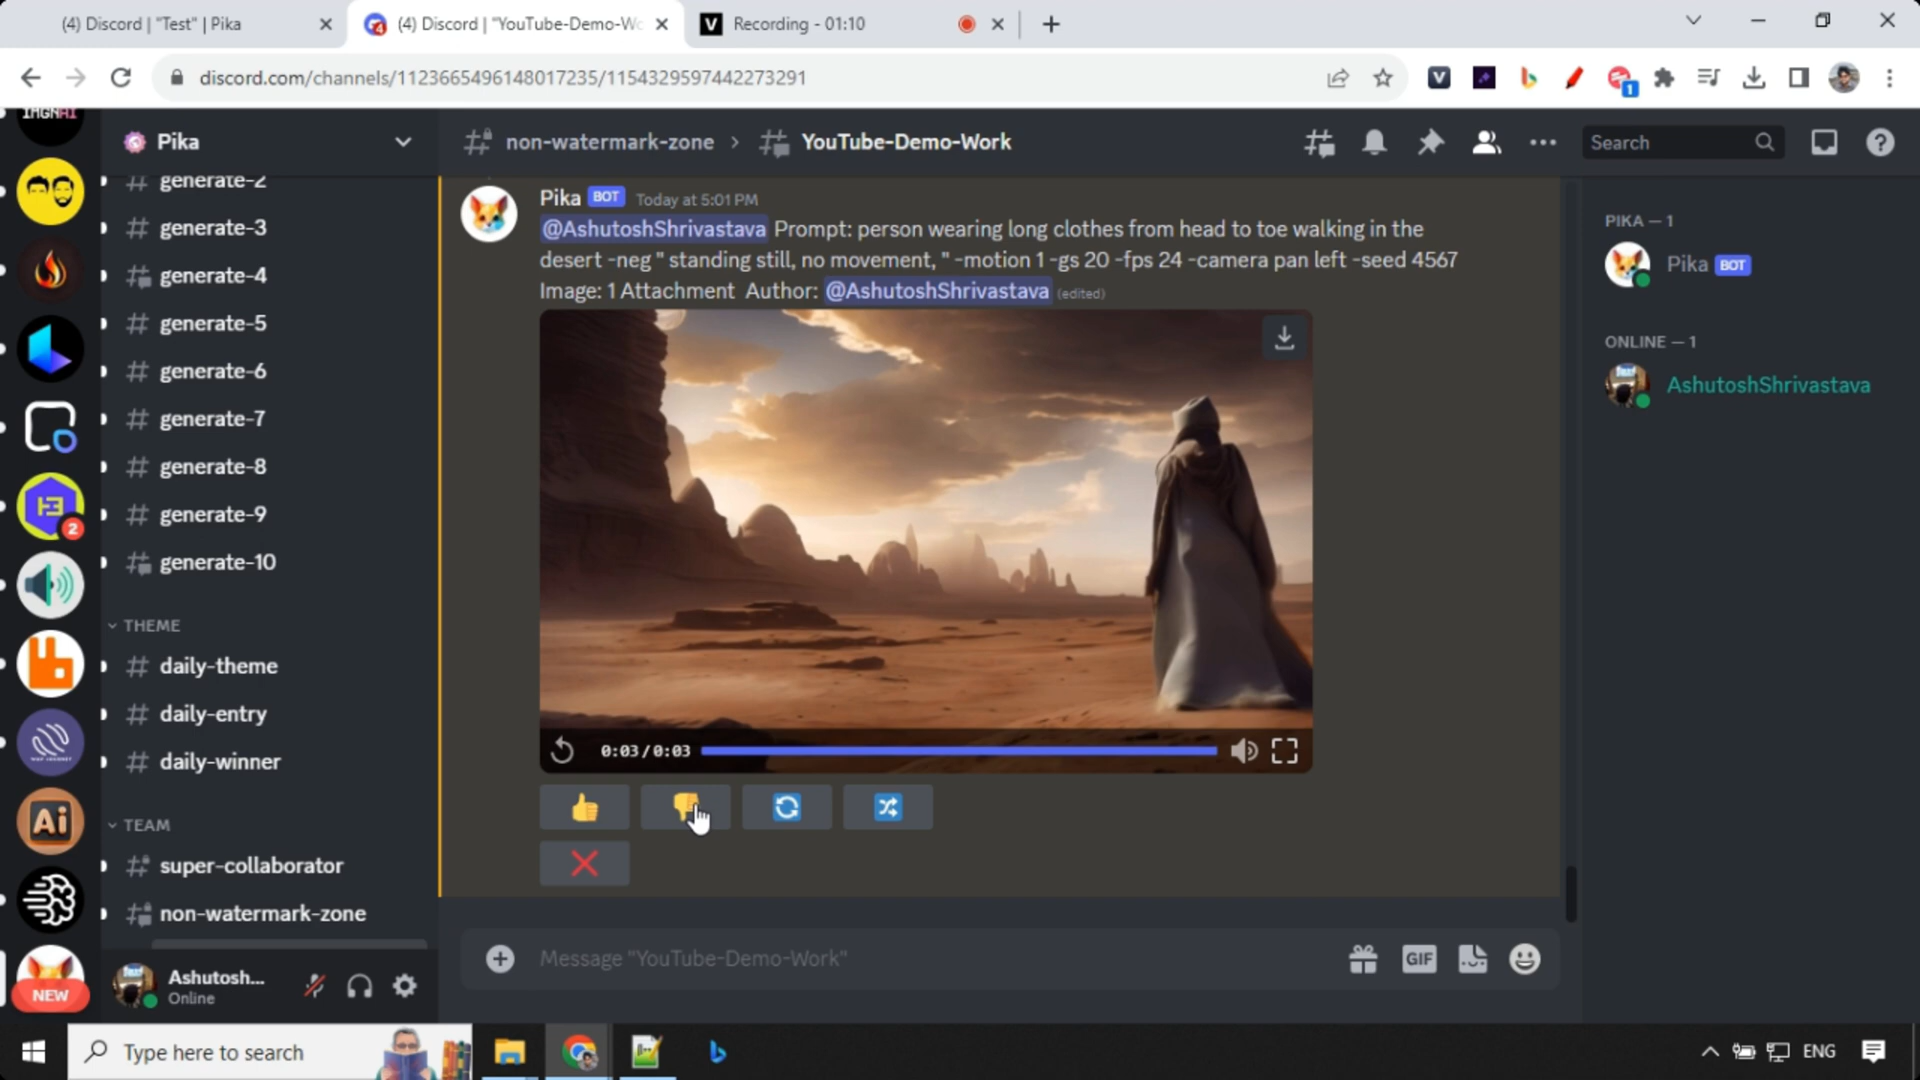 (4) Discord | "Test" | Pika
(4) Discord | "YouTube-Demo-Wo
V
Recording - 01:10
discord.com/channels/1123665496148017235/1154329597442273291
V
1
IMGNAI
Pika
non-watermark-zone > YouTube-Demo-Work
Search
generate-2
generate-3
generate-4
generate-5
generate-6
generate-7
generate-8
generate-9
generate-10
THEME
daily-theme
daily-entry
daily-winner
TEAM
super-collaborator
non-watermark-zone
2
Ai
NEW
Ashutosh...
Online
Pika BOT Today at 5:01 PM
@AshutoshShrivastava Prompt: person wearing long clothes from head to toe walking in the
desert -neg " standing still, no movement, " -motion 1 -gs 20 -fps 24 -camera pan left -seed 4567
Image: 1 Attachment Author: @AshutoshShrivastava (edited)
0:03/0:03
Message "YouTube-Demo-Work"
GIF
PIKA — 1
Pika BOT
ONLINE — 1
AshutoshShrivastava
Type here to search
ENG